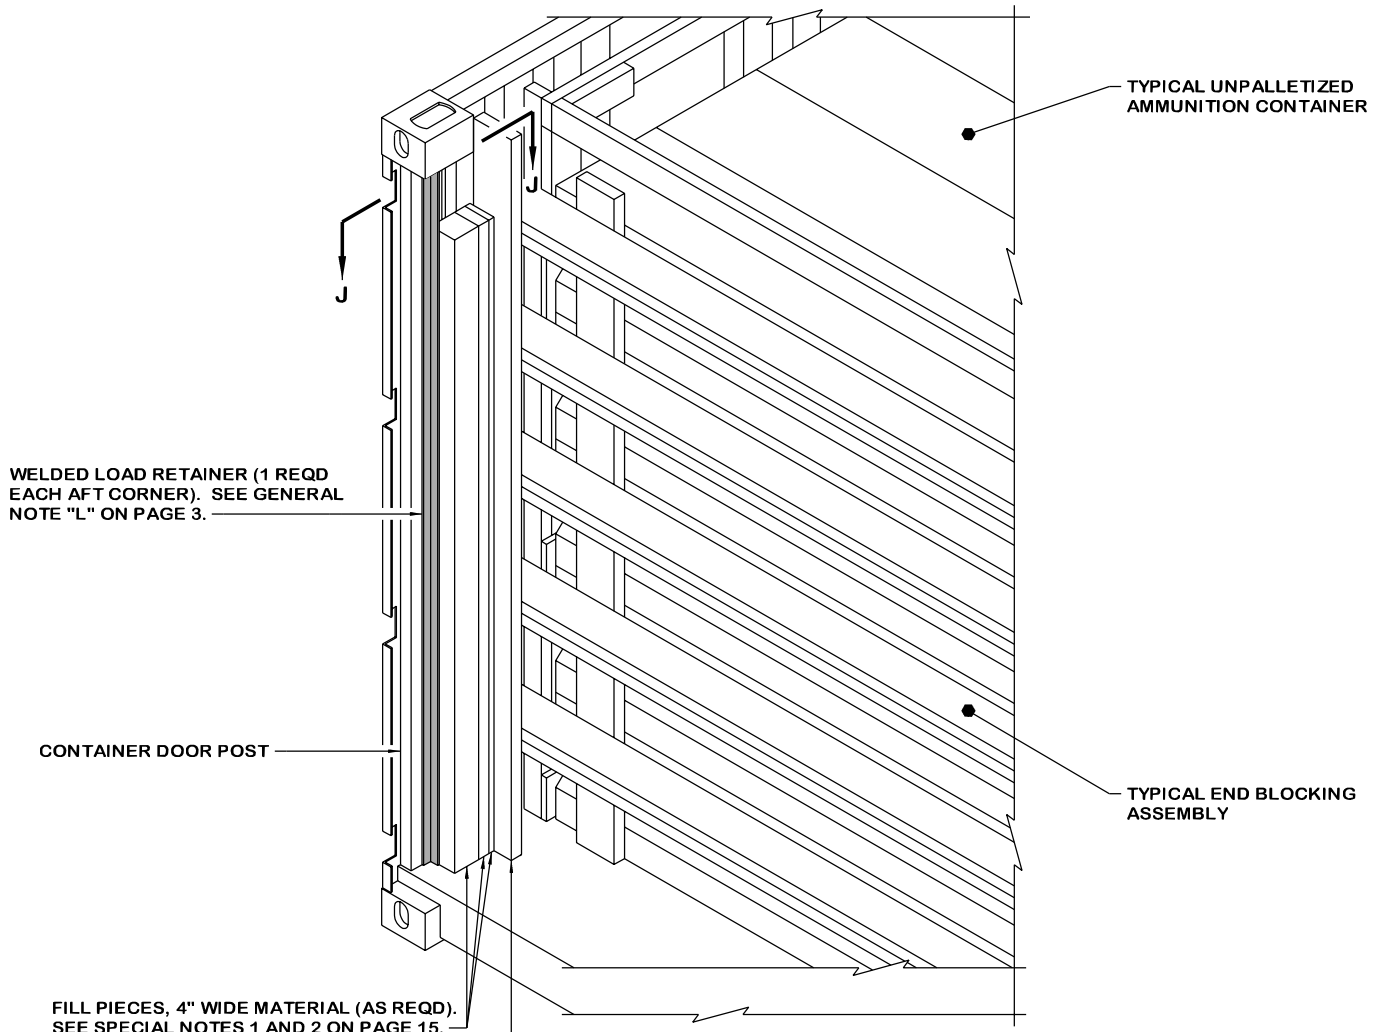 TYPICAL UNPALLETIZED
AMMUNITION CONTAINER
J
J
WELDED LOAD RETAINER (1 REQD
EACH AFT CORNER). SEE GENERAL
NOTE "L" ON PAGE 3.
CONTAINER DOOR POST
TYPICAL END BLOCKING
ASSEMBLY
FILL PIECES, 4" WIDE MATERIAL (AS REQD).
SEE SPECIAL NOTES 1 AND 2 ON PAGE 15.